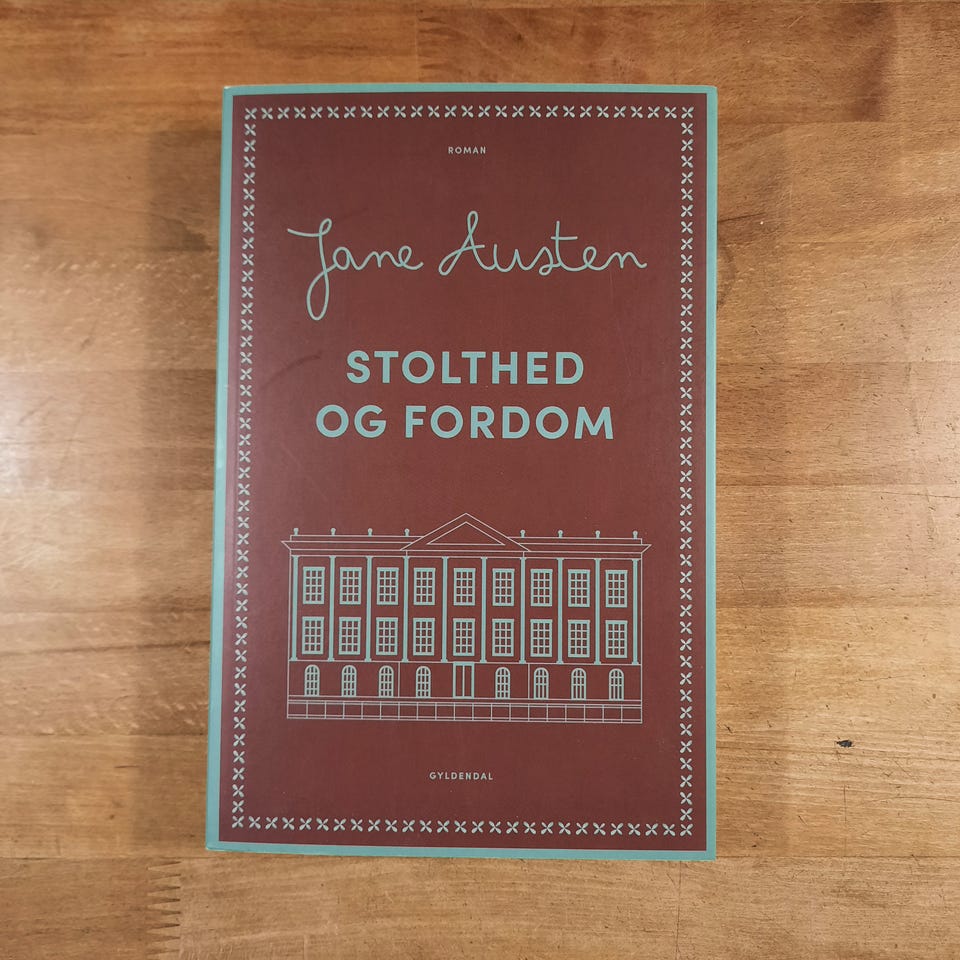 ROMAN
Jane Austen
STOLTHED
OG FORDOM
GYLDENDAL